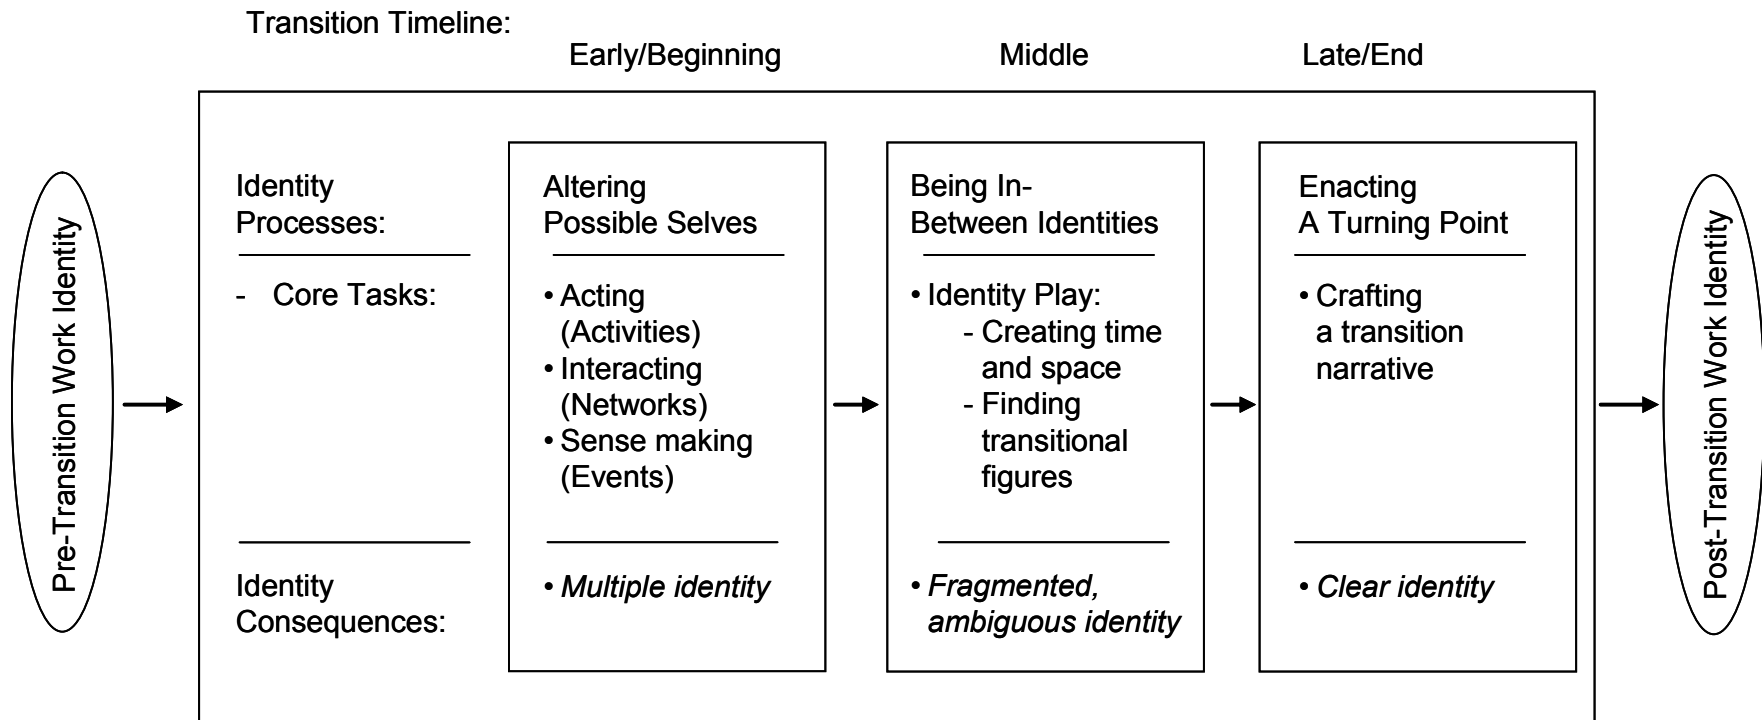 Transition Timeline:
Early/Beginning
Middle
Late/End
Pre-Transition Work Identity
Identity
Processes:
- Core Tasks:
Identity
Consequences:
Altering
Possible Selves
• Acting
(Activities)
• Interacting
(Networks)
• Sense making
(Events)
• Multiple identity
Being In-
Between Identities
• Identity Play:
- Creating time
and space
- Finding
transitional
figures
• Fragmented,
ambiguous identity
Enacting
A Turning Point
• Crafting
a transition
narrative
• Clear identity
Post-Transition Work Identity